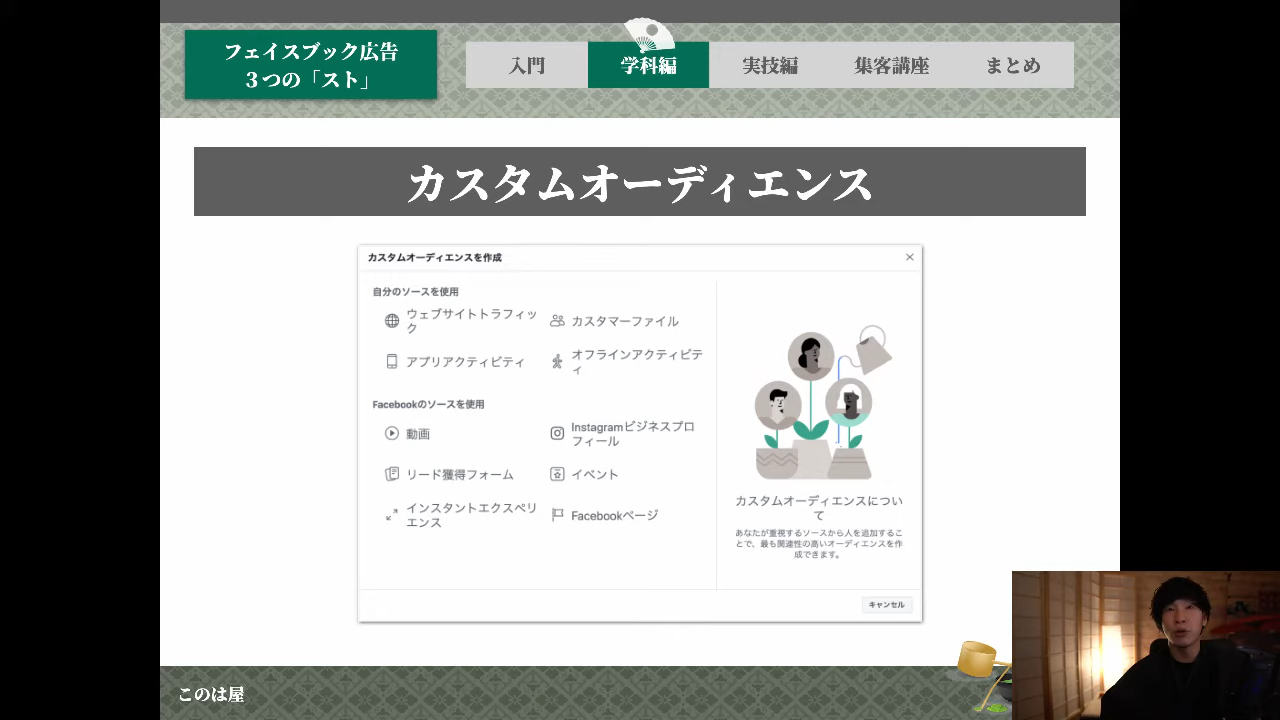 フェイスブック広告
３つの「スト」
入門
学科編
実技編
集客講座
まとめ
カスタムオーディエンス
カスタムオーディエンスを作成
自分のソースを使用
ウェブサイトトラフィッ
ク
カスタマーファイル
アプリアクティビティ
オフラインアクティビテ
ィ
Facebookのソースを使用
動画
Instagramビジネスプロ
フィール
リード獲得フォーム
イベント
インスタントエクスペリ
エンス
Facebookページ
カスタムオーディエンスについ
て
あなたが重視するソースから人を追加するこ
とで、最も関連性の高いオーディエンスを作
成できます。
キャンセル
このは屋